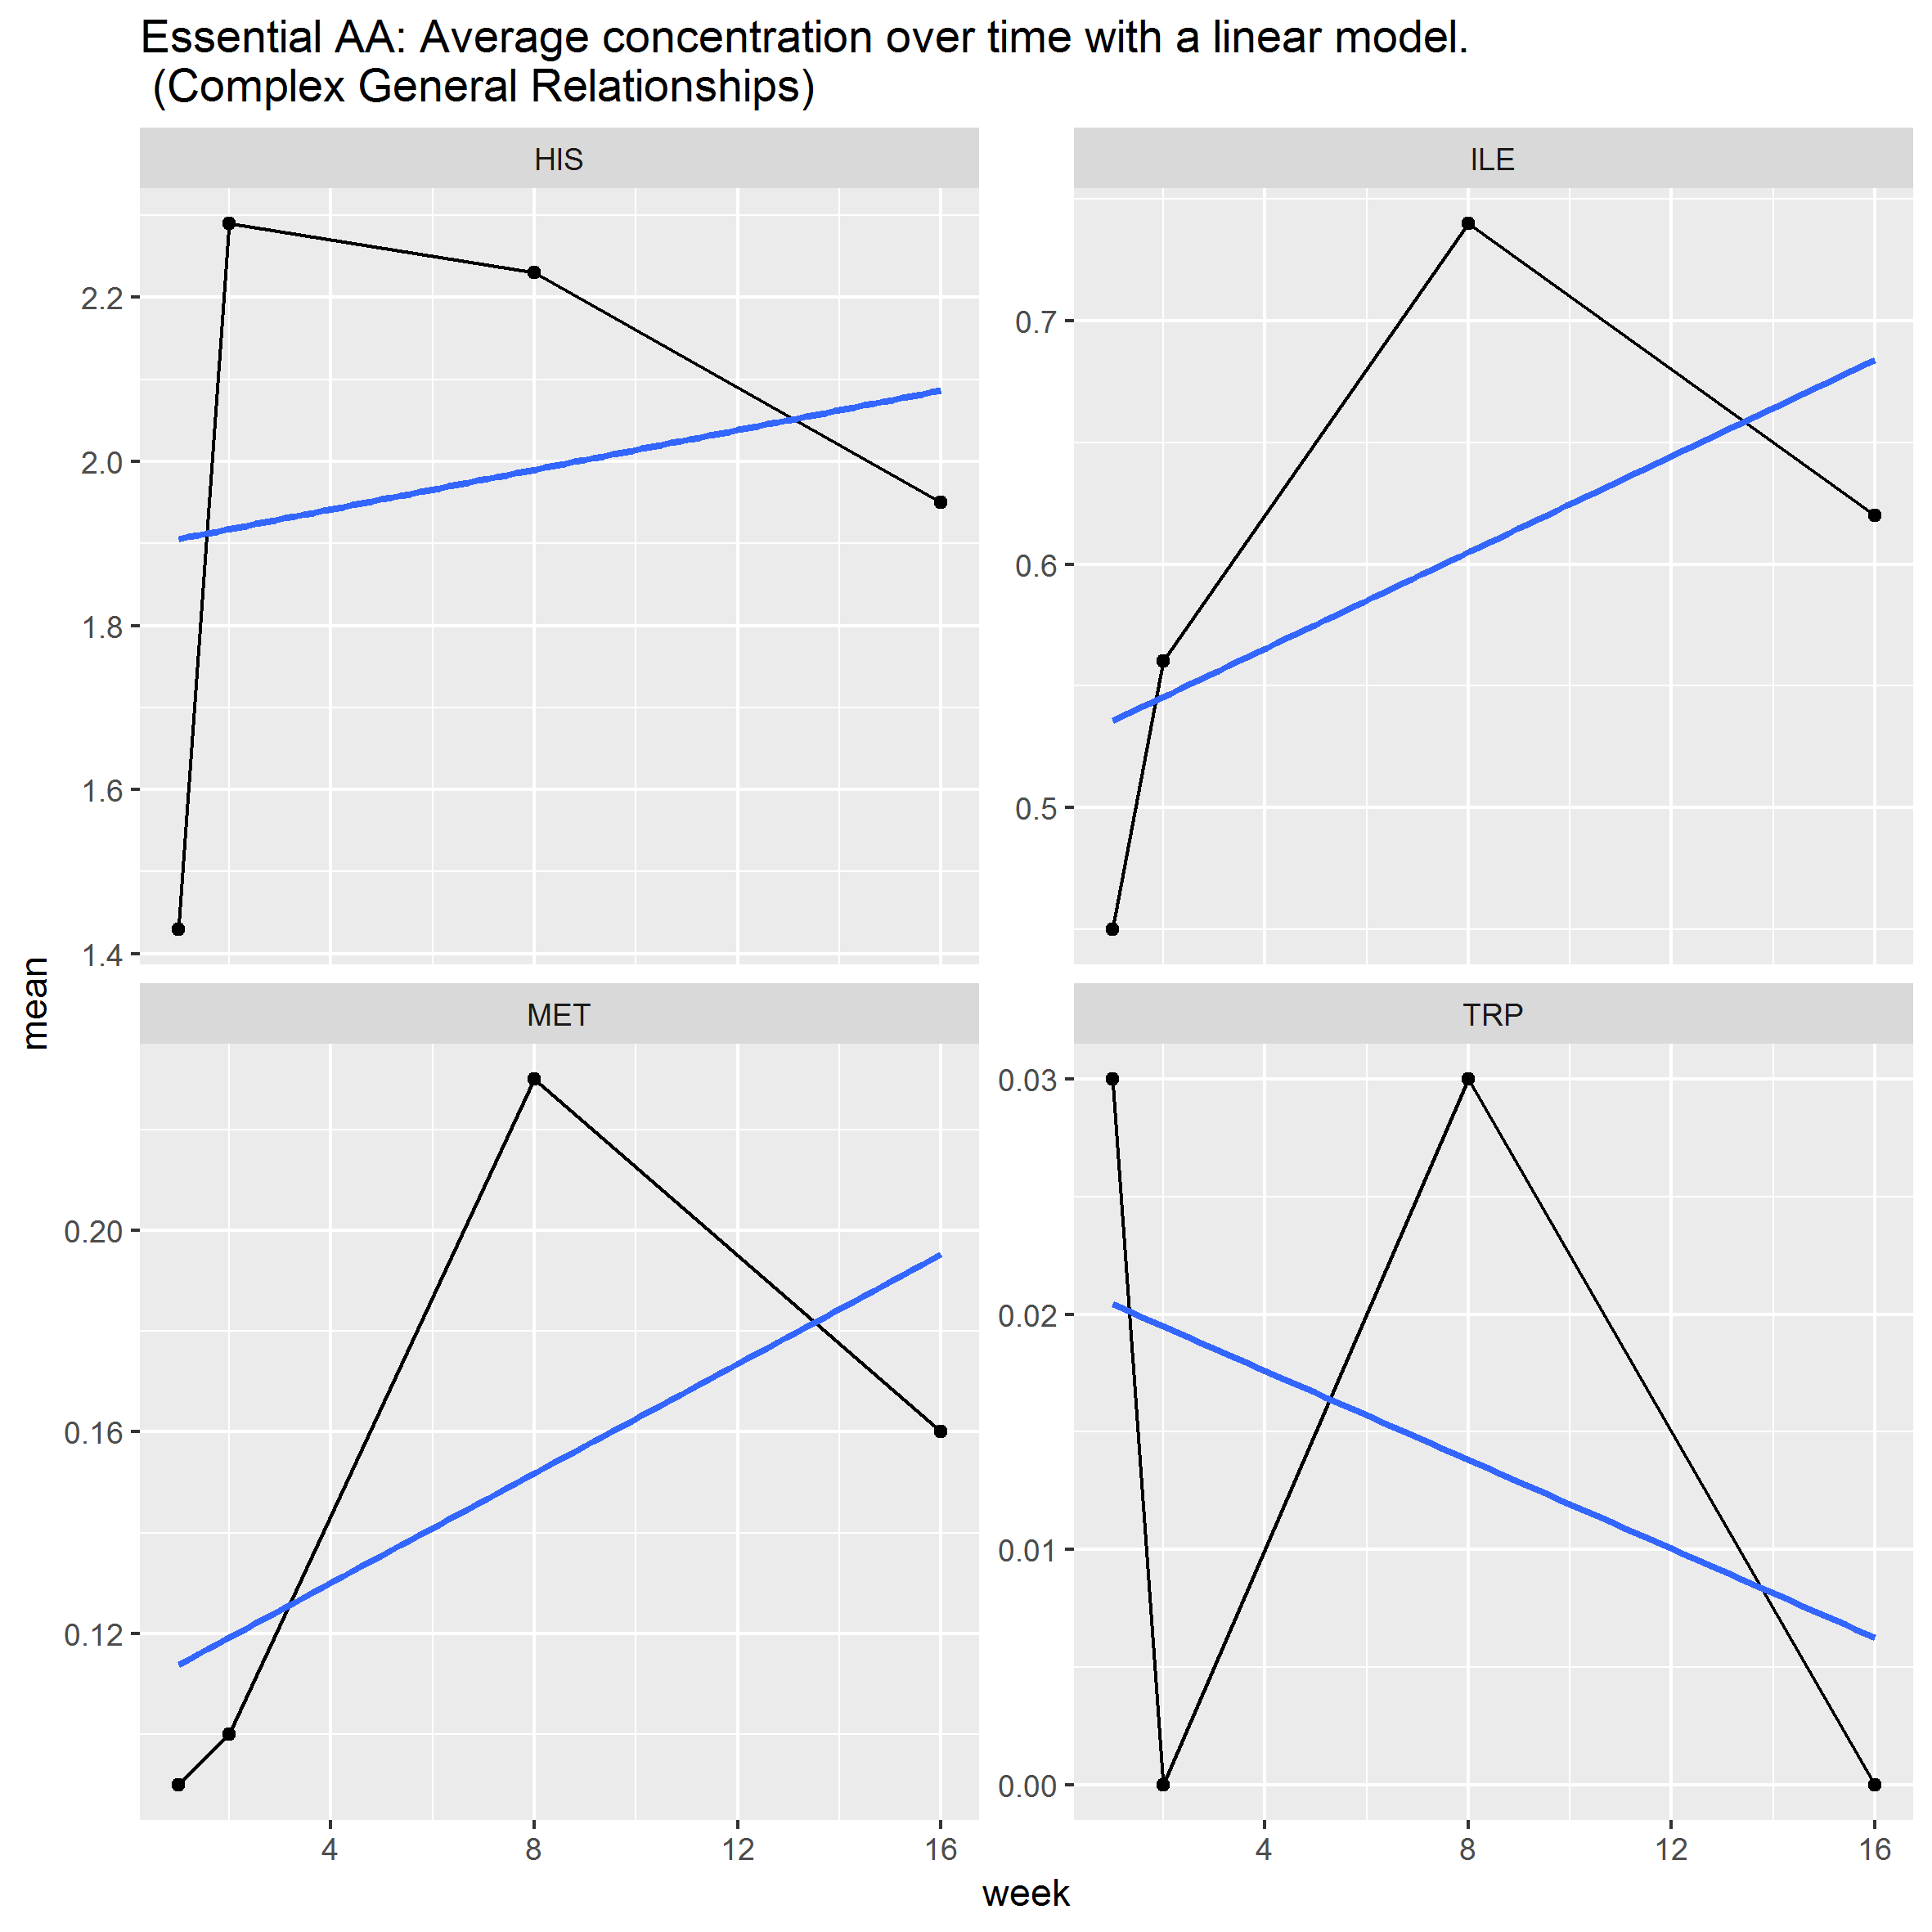 Essential AA: Average concentration over time with a linear model.
(Complex General Relationships)
HIS
ILE
2.2
2.0
1.8
1.6
1.4
0.7
0.6
0.5
mean
MET
TRP
0.20
0.16
0.12
0.03
0.02
0.01
0.00
4 8 12 16
4 8 12 16
week